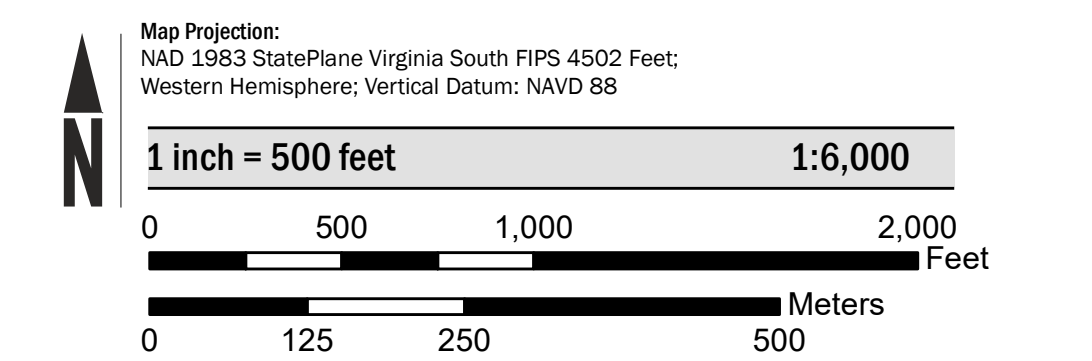 Map Projection:
NAD 1983 StatePlane Virginia South FIPS 4502 Feet;
Western Hemisphere; Vertical Datum: NAVD 88
N
1 inch = 500 feet 1:6,000
0 500 1,000 2,000
Feet
Meters
0 125 250 500